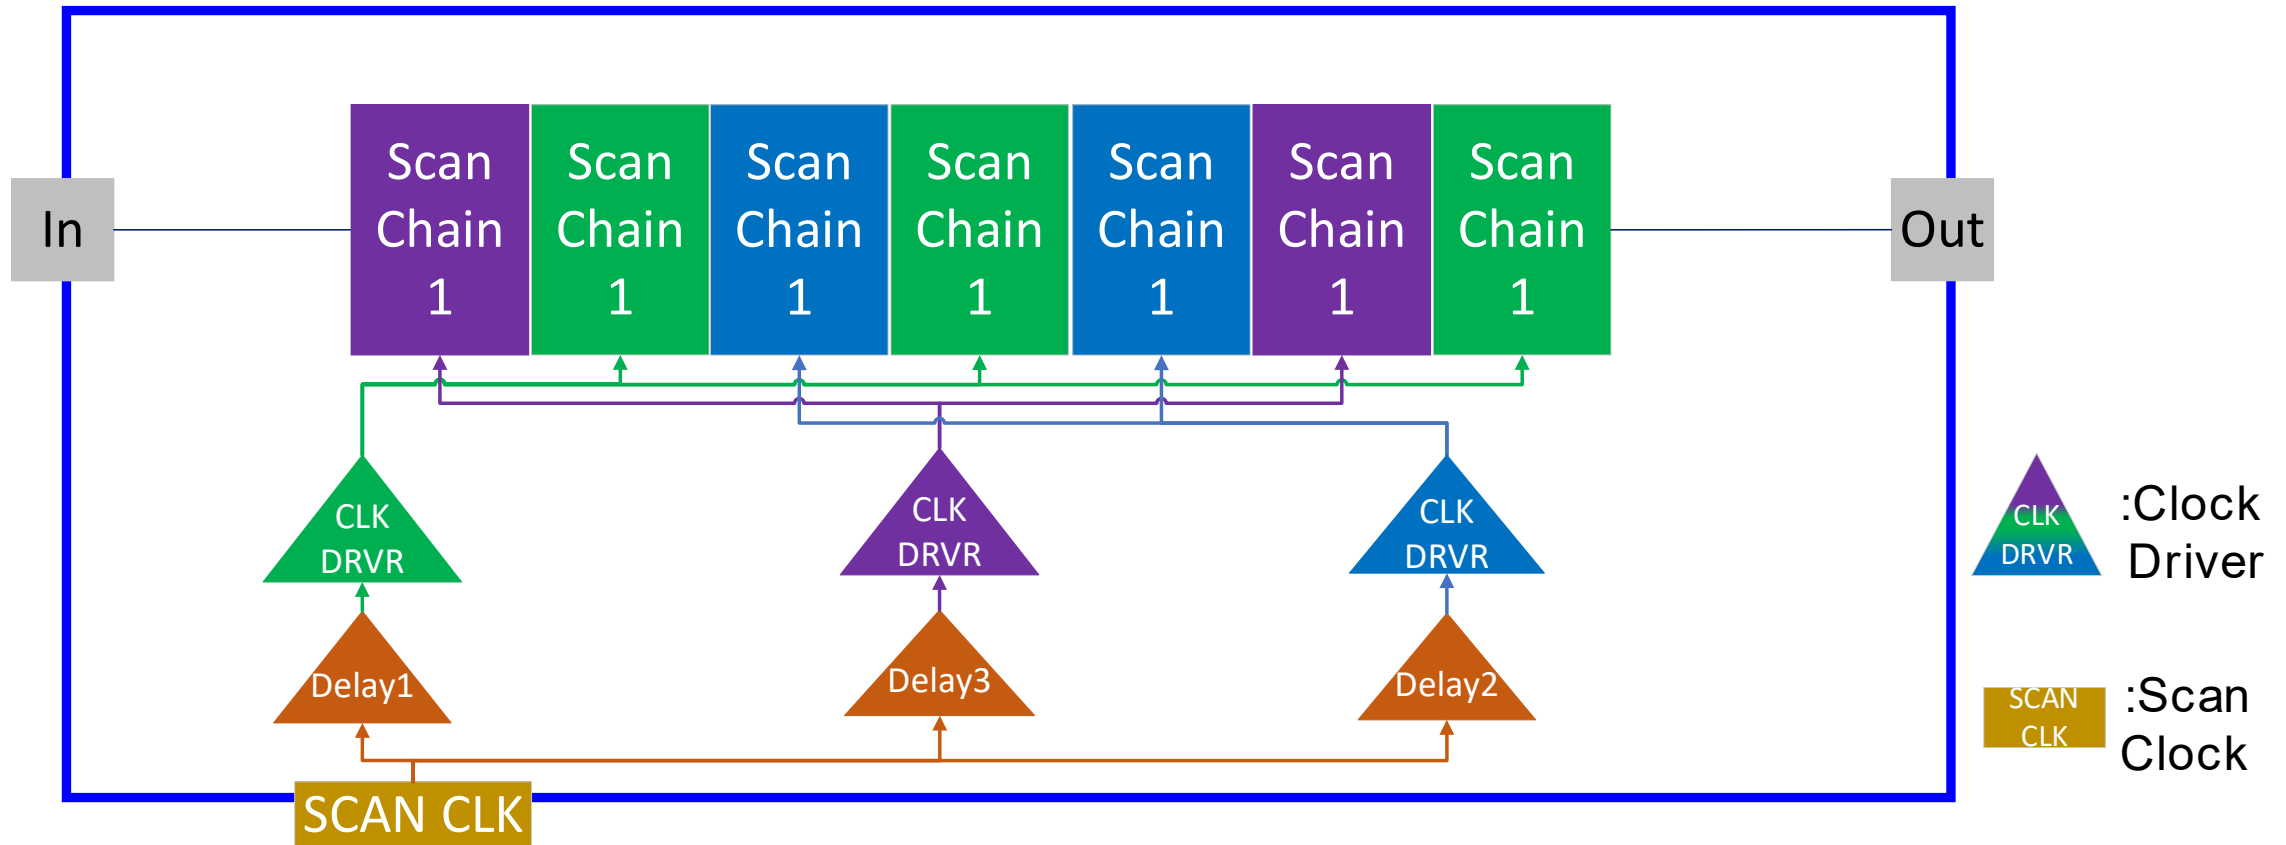 In
Scan
Chain
1
Scan
Chain
1
Scan
Chain
1
Scan
Chain
1
Scan
Chain
1
Scan
Chain
1
Scan
Chain
1
Out
CLK
DRVR
CLK
DRVR
CLK
DRVR
CLK
DRVR
:Clock
Driver
Delay1
Delay3
Delay2
SCAN
CLK
:Scan
Clock
SCAN CLK